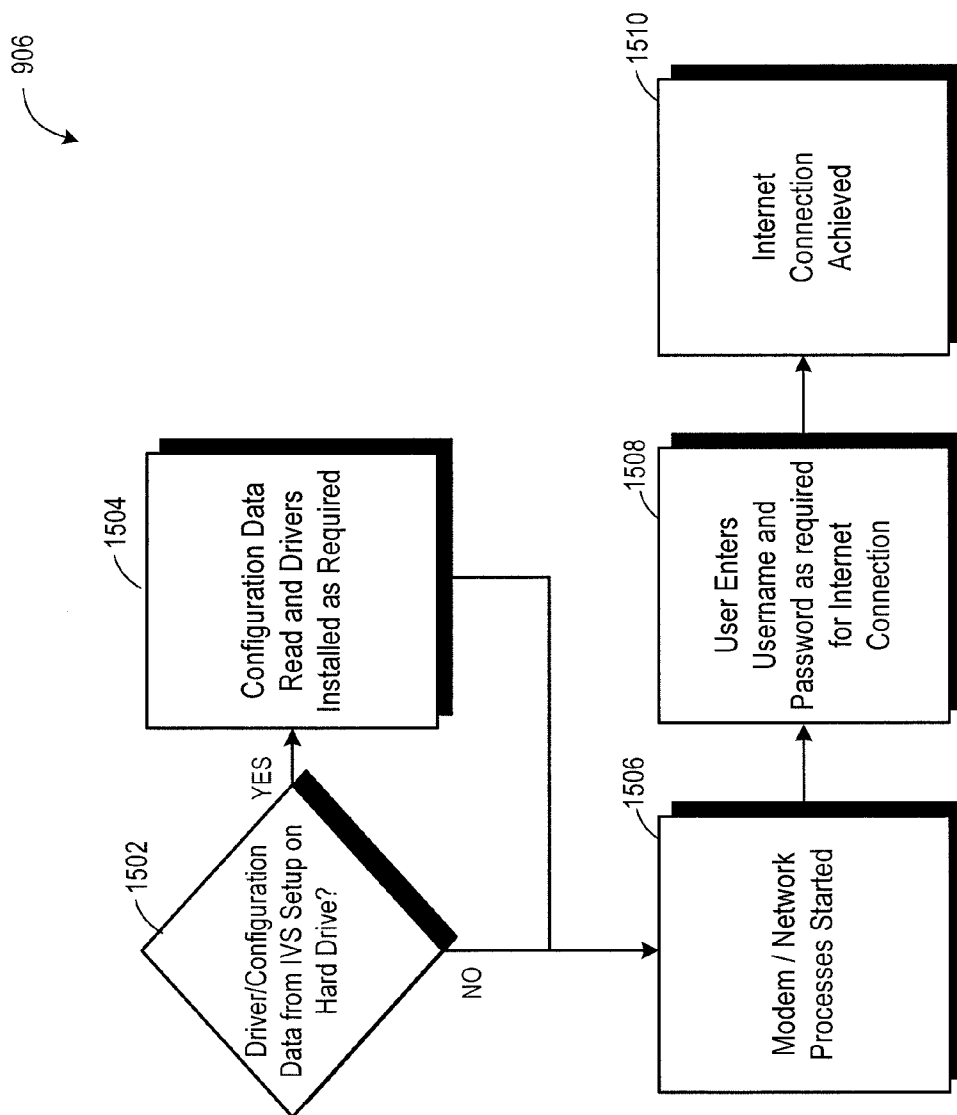 906
1502
Driver/Configuration
Data from IVS Setup on
Hard Drive?
YES
NO
1504
Configuration Data
Read and Drivers
Installed as Required
1506
Modem / Network
Processes Started
1508
User Enters
Username and
Password as required
for Internet
Connection
1510
Internet
Connection
Achieved